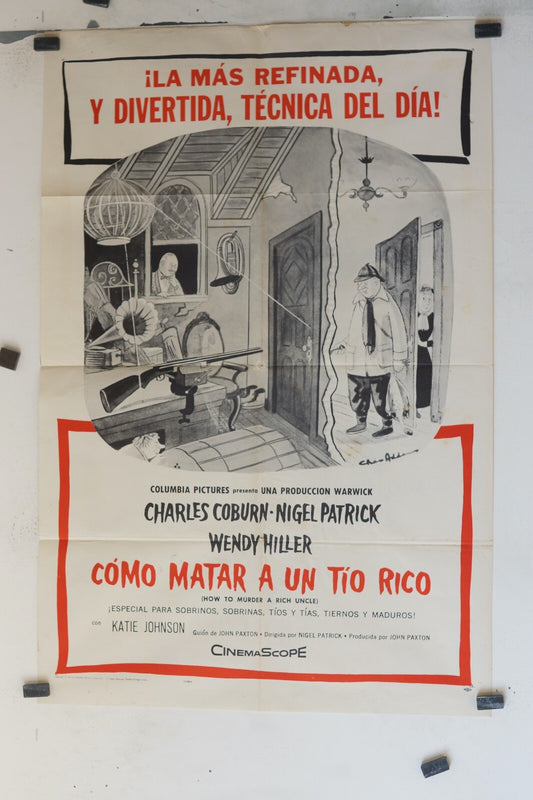 ¡LA MÁS REFINADA,
Y DIVERTIDA, TÉCNICA DEL DÍA!
Chas Addams
COLUMBIA PICTURES presenta UNA PRODUCCION WARWICK
CHARLES COBURN · NIGEL PATRICK
WENDY HILLER
CÓMO MATAR A UN TÍO RICO
(HOW TO MURDER A RICH UNCLE)
¡ESPECIAL PARA SOBRINOS, SOBRINAS, TÍOS Y TÍAS, TIERNOS Y MADUROS!
con KATIE JOHNSON Guión de JOHN PAXTON • Dirigida por NIGEL PATRICK • Producida por JOHN PAXTON
CINEMASCOPE